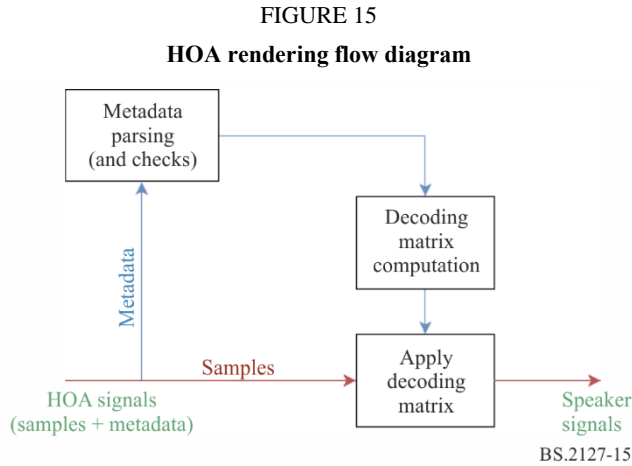 FIGURE 15
HOA rendering flow diagram
Metadata
parsing
(and checks)
Decoding
matrix
computation
Metadata
Samples
Apply
decoding
matrix
HOA signals
(samples + metadata)
Speaker
signals
BS.2127-15